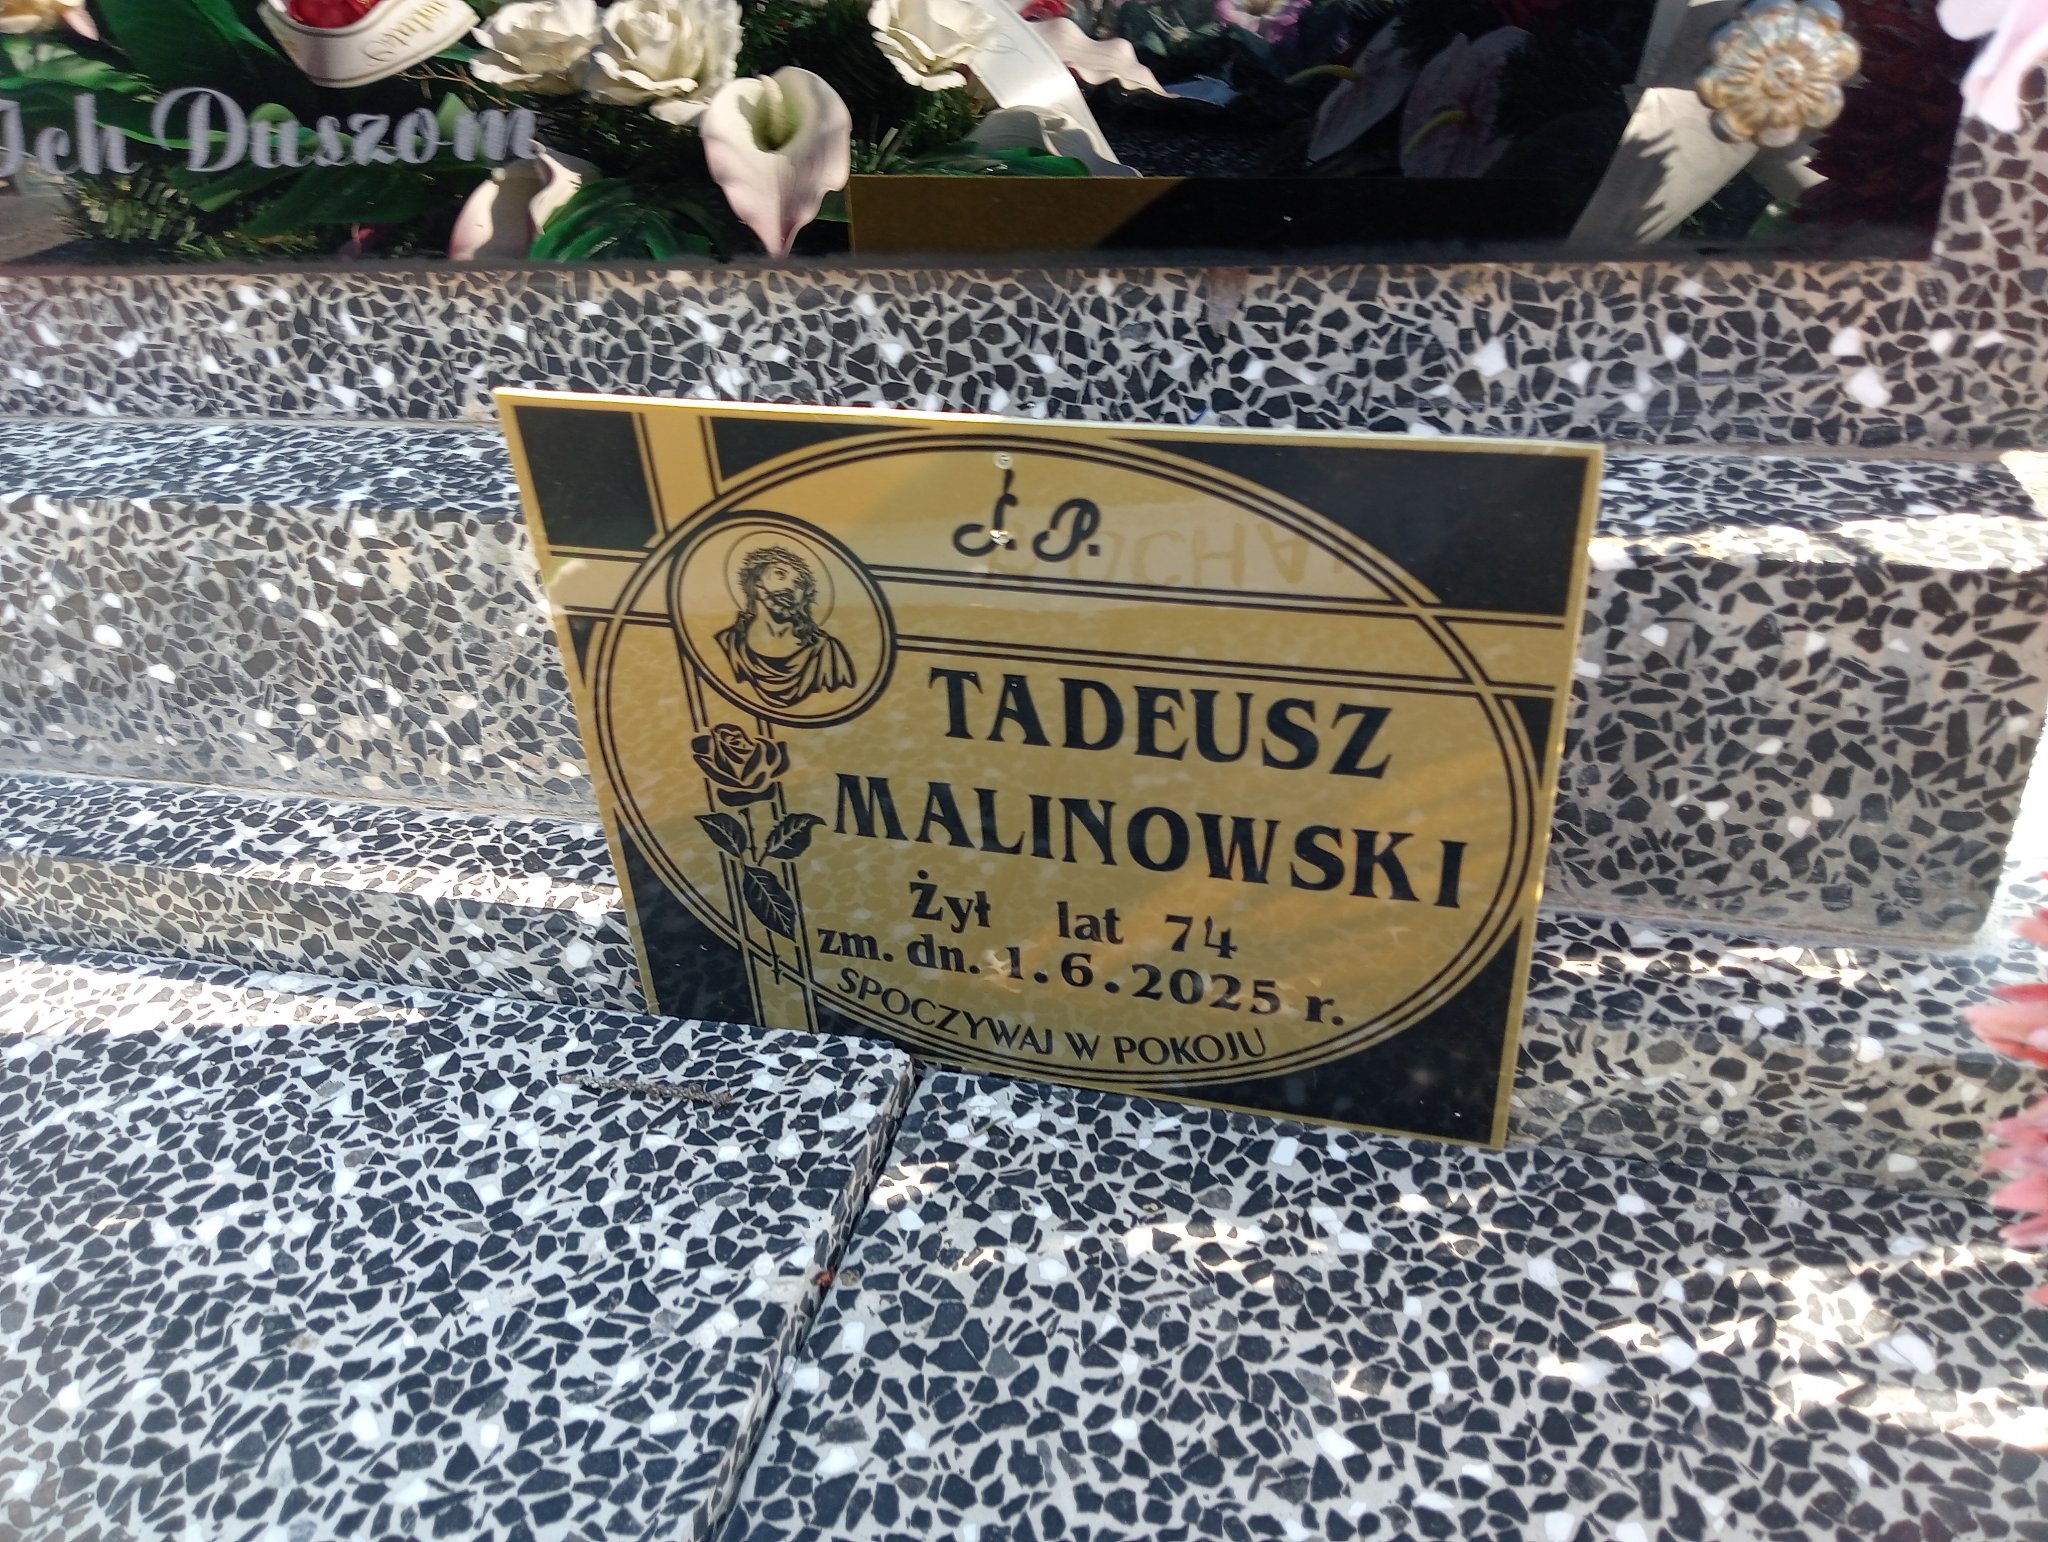 Ich Duszom
Ś. P.
TADEUSZ
MALINOWSKI
Żył lat 74
zm. dn. 1.6.2025 r.
SPOCZYWAJ W POKOJU